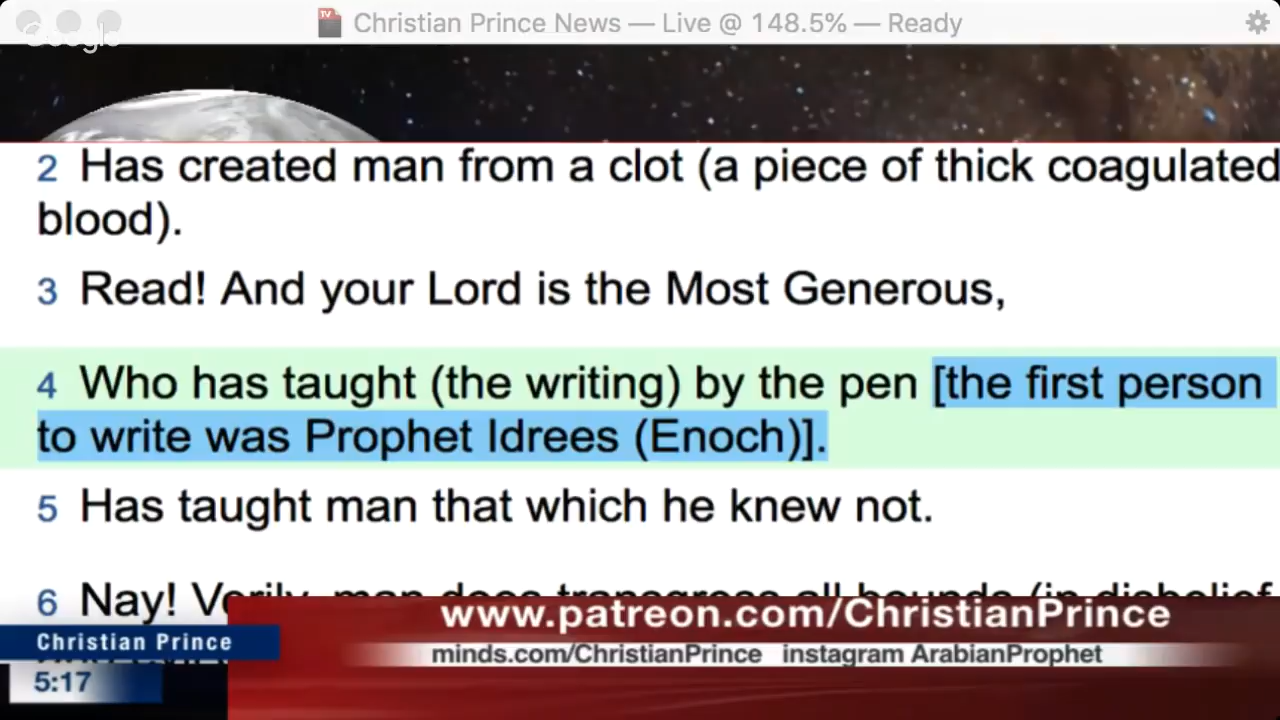 Christian Prince News — Live @ 148.5% — Ready
Google
2 Has created man from a clot (a piece of thick coagulated
blood).
3 Read! And your Lord is the Most Generous,
4 Who has taught (the writing) by the pen [the first person
to write was Prophet Idrees (Enoch)].
5 Has taught man that which he knew not.
6 Nay! Verily, man does transgress all bounds (in disbelief
www.patreon.com/ChristianPrince
Christian Prince
minds.com/ChristianPrince instagram ArabianProphet
5:17